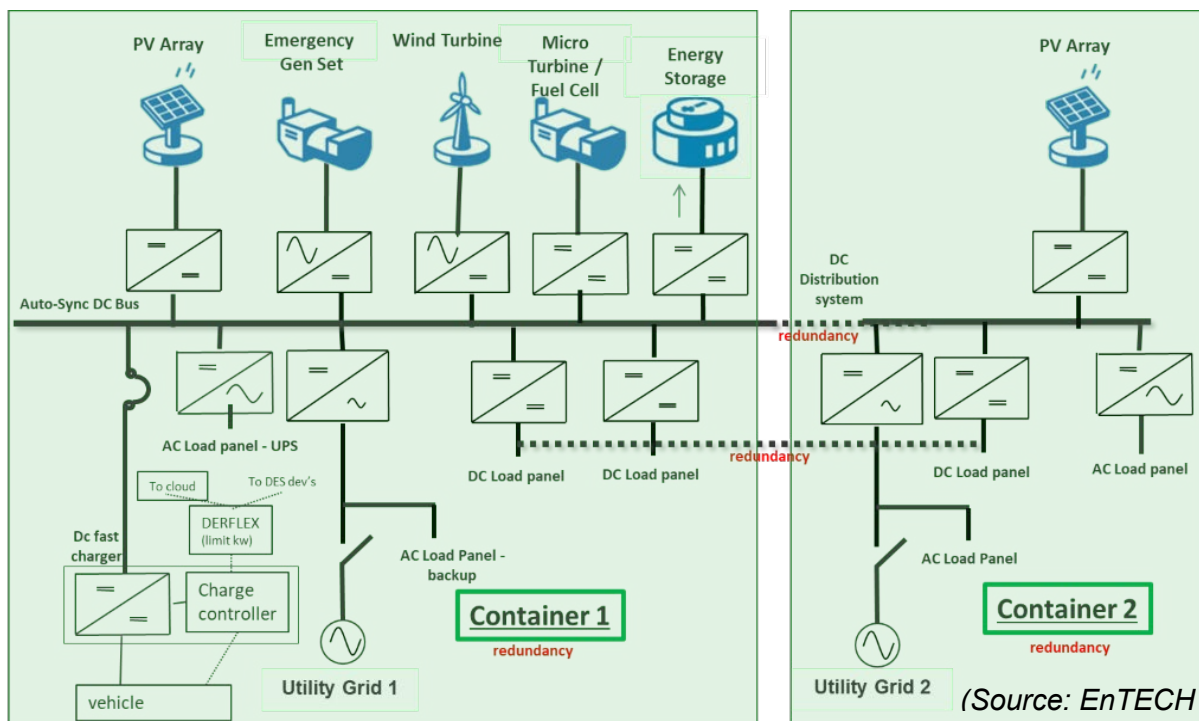 PV Array
Emergency
Gen Set
Wind Turbine
Micro
Turbine /
Fuel Cell
Energy
Storage
PV Array
Auto-Sync DC Bus
DC
Distribution
system
redundancy
AC Load panel - UPS
DC Load panel
DC Load panel
redundancy
DC Load panel
AC Load panel
To cloud
To DES dev's
DERFLEX
(limit kw)
Dc fast
charger
Charge
controller
vehicle
AC Load Panel -
backup
Utility Grid 1
Container 1
redundancy
AC Load Panel
Utility Grid 2
Container 2
redundancy
(Source: EnTECH